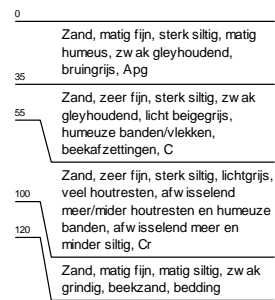 0
Zand, matig fijn, sterk siltig, matig
humeus, zwak gleyhoudend,
bruingrijs, Apg
35
Zand, zeer fijn, sterk siltig, zwak
gleyhoudend, licht beigegrijs,
55
humeuze banden/vlekken,
beekafzettingen, C
Zand, zeer fijn, sterk siltig, lichtgrijs,
veel houtresten, afwisselend
100
meer/mider houtresten en humeuze
banden, afwisselend meer en
minder siltig, Cr
120
Zand, matig fijn, matig siltig, zwak
grindig, beekzand, bedding